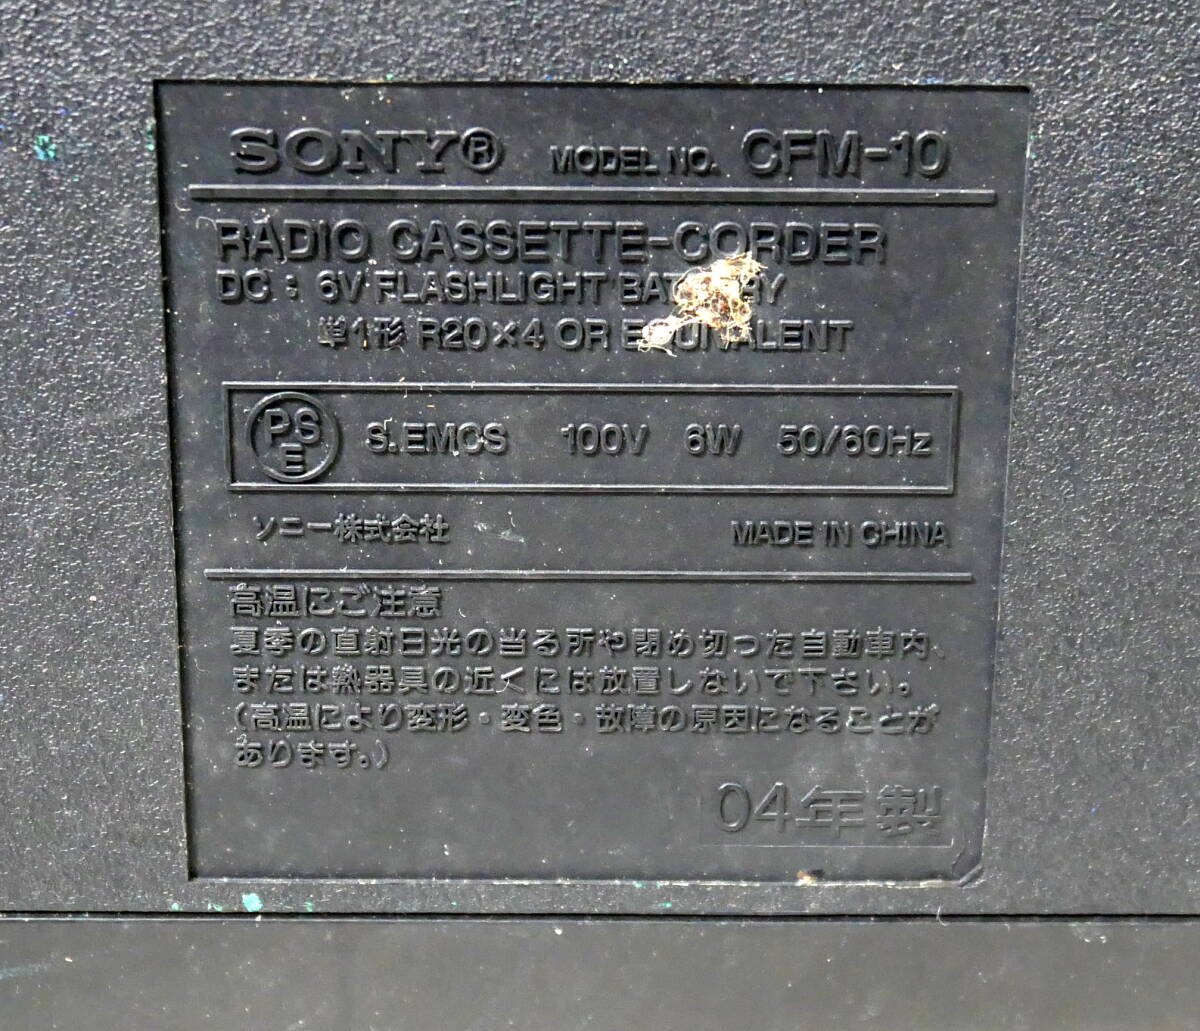 SONY® MODEL NO. CFM-10
RADIO CASSETTE-CORDER
DC : 6V FLASHLIGHT
単1形 R20×4 OR EQUIVALENT
PSE S.EMCS 100V 6W 50/60Hz
ソニー株式会社 MADE IN CHINA
高温にご注意
夏季の直射日光の当る所や閉め切った自動車内、
または熱器具の近くには放置しないで下さい。
(高温により変形・変色・故障の原因になることが
あります。)
04年製